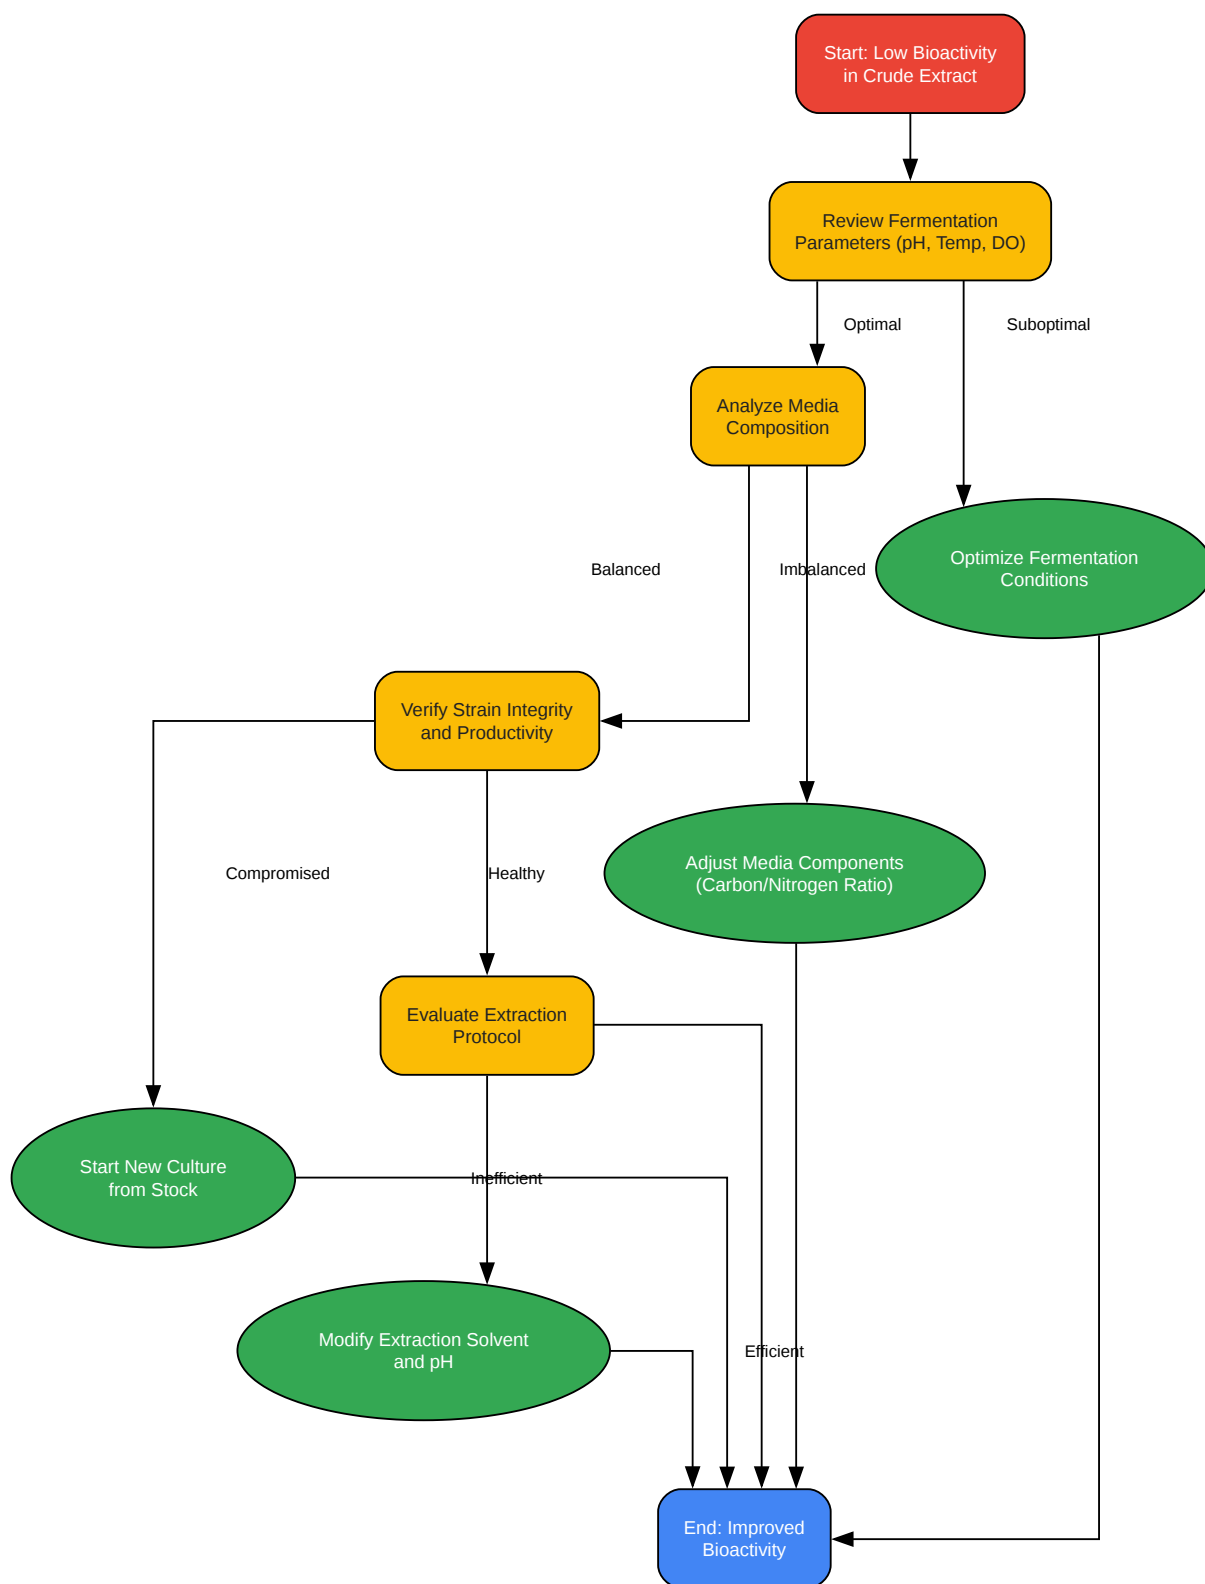 Start: Low Bioactivity
in Crude Extract
Review Fermentation
Parameters (pH, Temp, DO)
Optimal
Suboptimal
Analyze Media
Composition
Balanced
Imbalanced
Optimize Fermentation
Conditions
Verify Strain Integrity
and Productivity
Compromised
Healthy
Adjust Media Components
(Carbon/Nitrogen Ratio)
Evaluate Extraction
Protocol
Start New Culture
from Stock
Inefficient
Modify Extraction Solvent
and pH
Efficient
End: Improved
Bioactivity